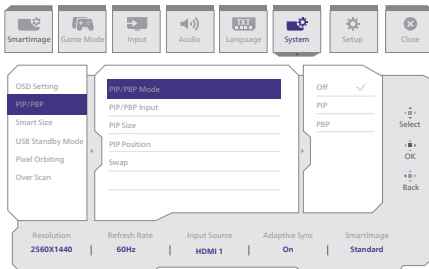 SmartImage
Game Mode
Input
Audio
TXT
Language
System
Setup
Close
OSD Setting
PIP/PBP
Smart Size
USB Standby Mode
Pixel Orbiting
Over Scan
PIP/PBP Mode
PIP/PBP Input
PIP Size
PIP Position
Swap
Off
PIP
PBP
Select
OK
Back
Resolution
2560X1440
Refresh Rate
60Hz
Input Source
HDMI 1
Adaptive Sync
On
SmartImage
Standard